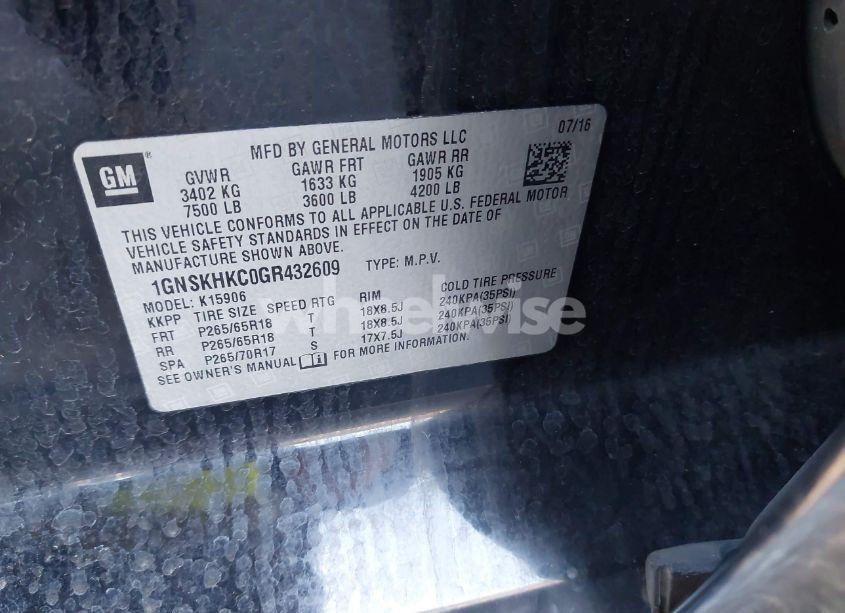 07/16
GM®
MFD BY GENERAL MOTORS LLC
GVWR GAWR FRT GAWR RR
3402 KG 1633 KG 1905 KG
7500 LB 3600 LB 4200 LB
THIS VEHICLE CONFORMS TO ALL APPLICABLE U.S. FEDERAL MOTOR
VEHICLE SAFETY STANDARDS IN EFFECT ON THE DATE OF
MANUFACTURE SHOWN ABOVE.
1GNSKHKC0GR432609 TYPE: M.P.V.
MODEL: K15906
KKPP TIRE SIZE SPEED RTG RIM COLD TIRE PRESSURE
FRT P265/65R18 T 18X8.5J 240KPA(35PSI)
RR P265/65R18 T 18X8.5J 240KPA(35PSI)
SPA P265/70R17 S 17X7.5J 240KPA(35PSI)
SEE OWNER'S MANUAL FOR MORE INFORMATION.
wheelwise